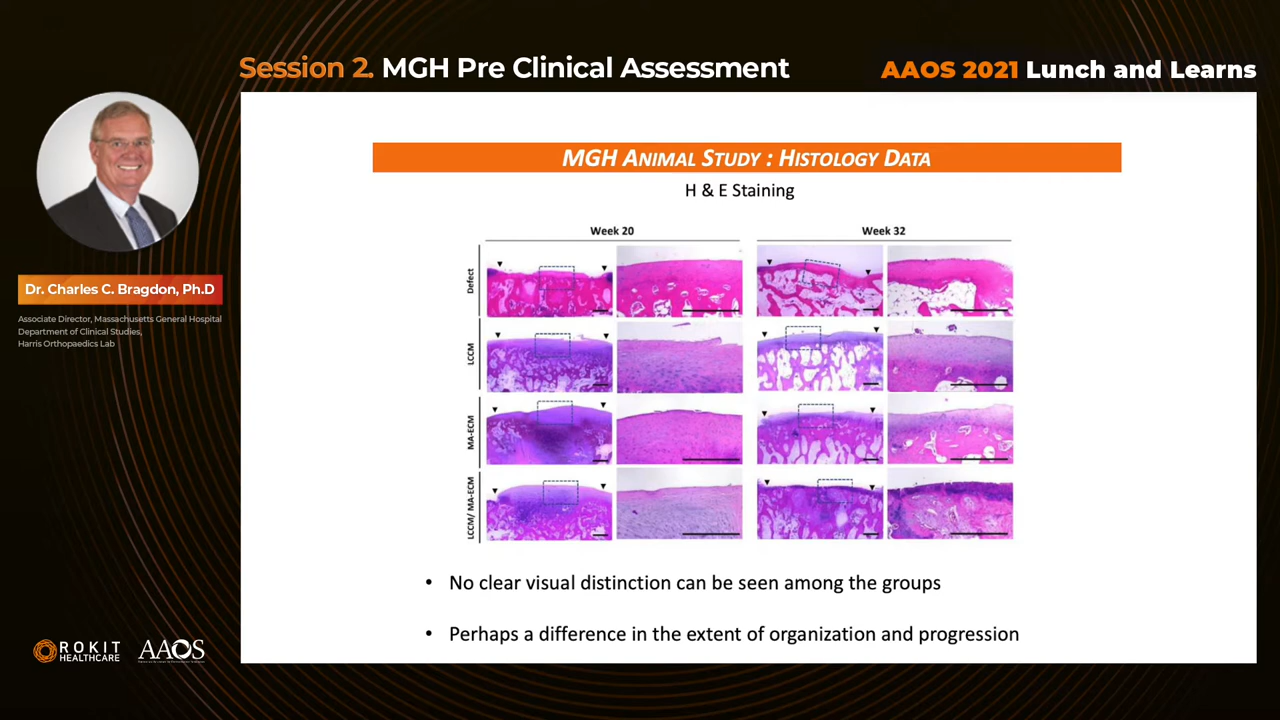 Session 2. MGH Pre Clinical Assessment
AAOS 2021 Lunch and Learns
Dr. Charles C. Bragdon, Ph.D
Associate Director, Massachusetts General Hospital
Department of Clinical Studies,
Harris Orthopaedics Lab
MGH ANIMAL STUDY : HISTOLOGY DATA
H & E Staining
Week 20
Week 32
Defect
LCCM
MA-ECM
LCCM/ MA-ECM
• No clear visual distinction can be seen among the groups
• Perhaps a difference in the extent of organization and progression
ROKIT
HEALTHCARE
AAOS